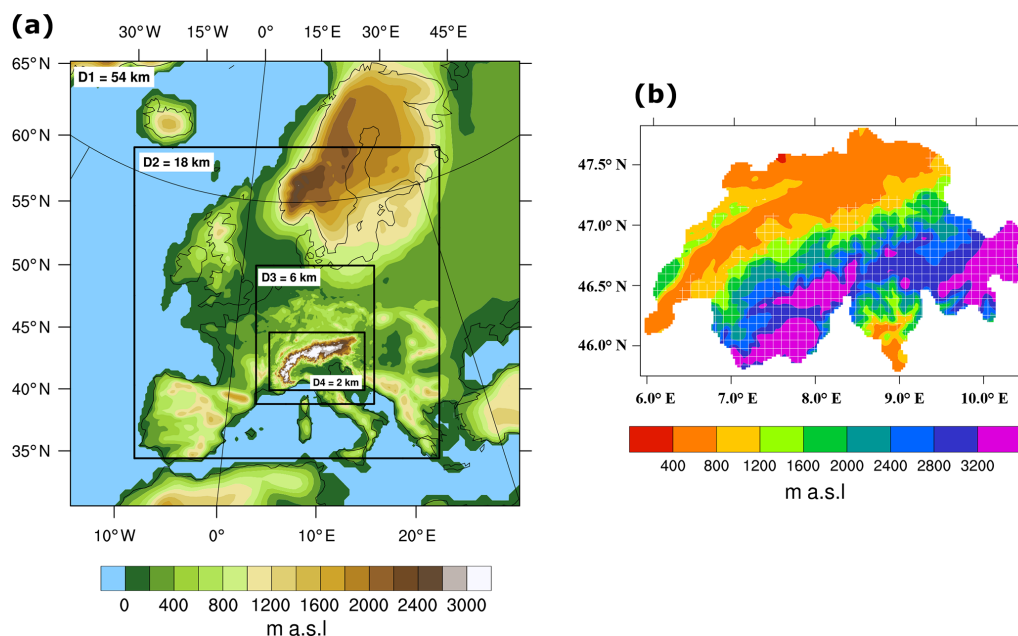 (a)
30° W 15° W 0° 15° E 30° E 45° E
65° N
D1 = 54 km
60° N
D2 = 18 km
55° N
50° N
D3 = 6 km
45° N
D4 = 2 km
40° N
35° N
10° W 0° 10° E 20° E
0 400 800 1200 1600 2000 2400 3000
m a.s.l
(b)
47.5° N
47.0° N
46.5° N
46.0° N
6.0° E 7.0° E 8.0° E 9.0° E 10.0° E
400 800 1200 1600 2000 2400 2800 3200
m a.s.l